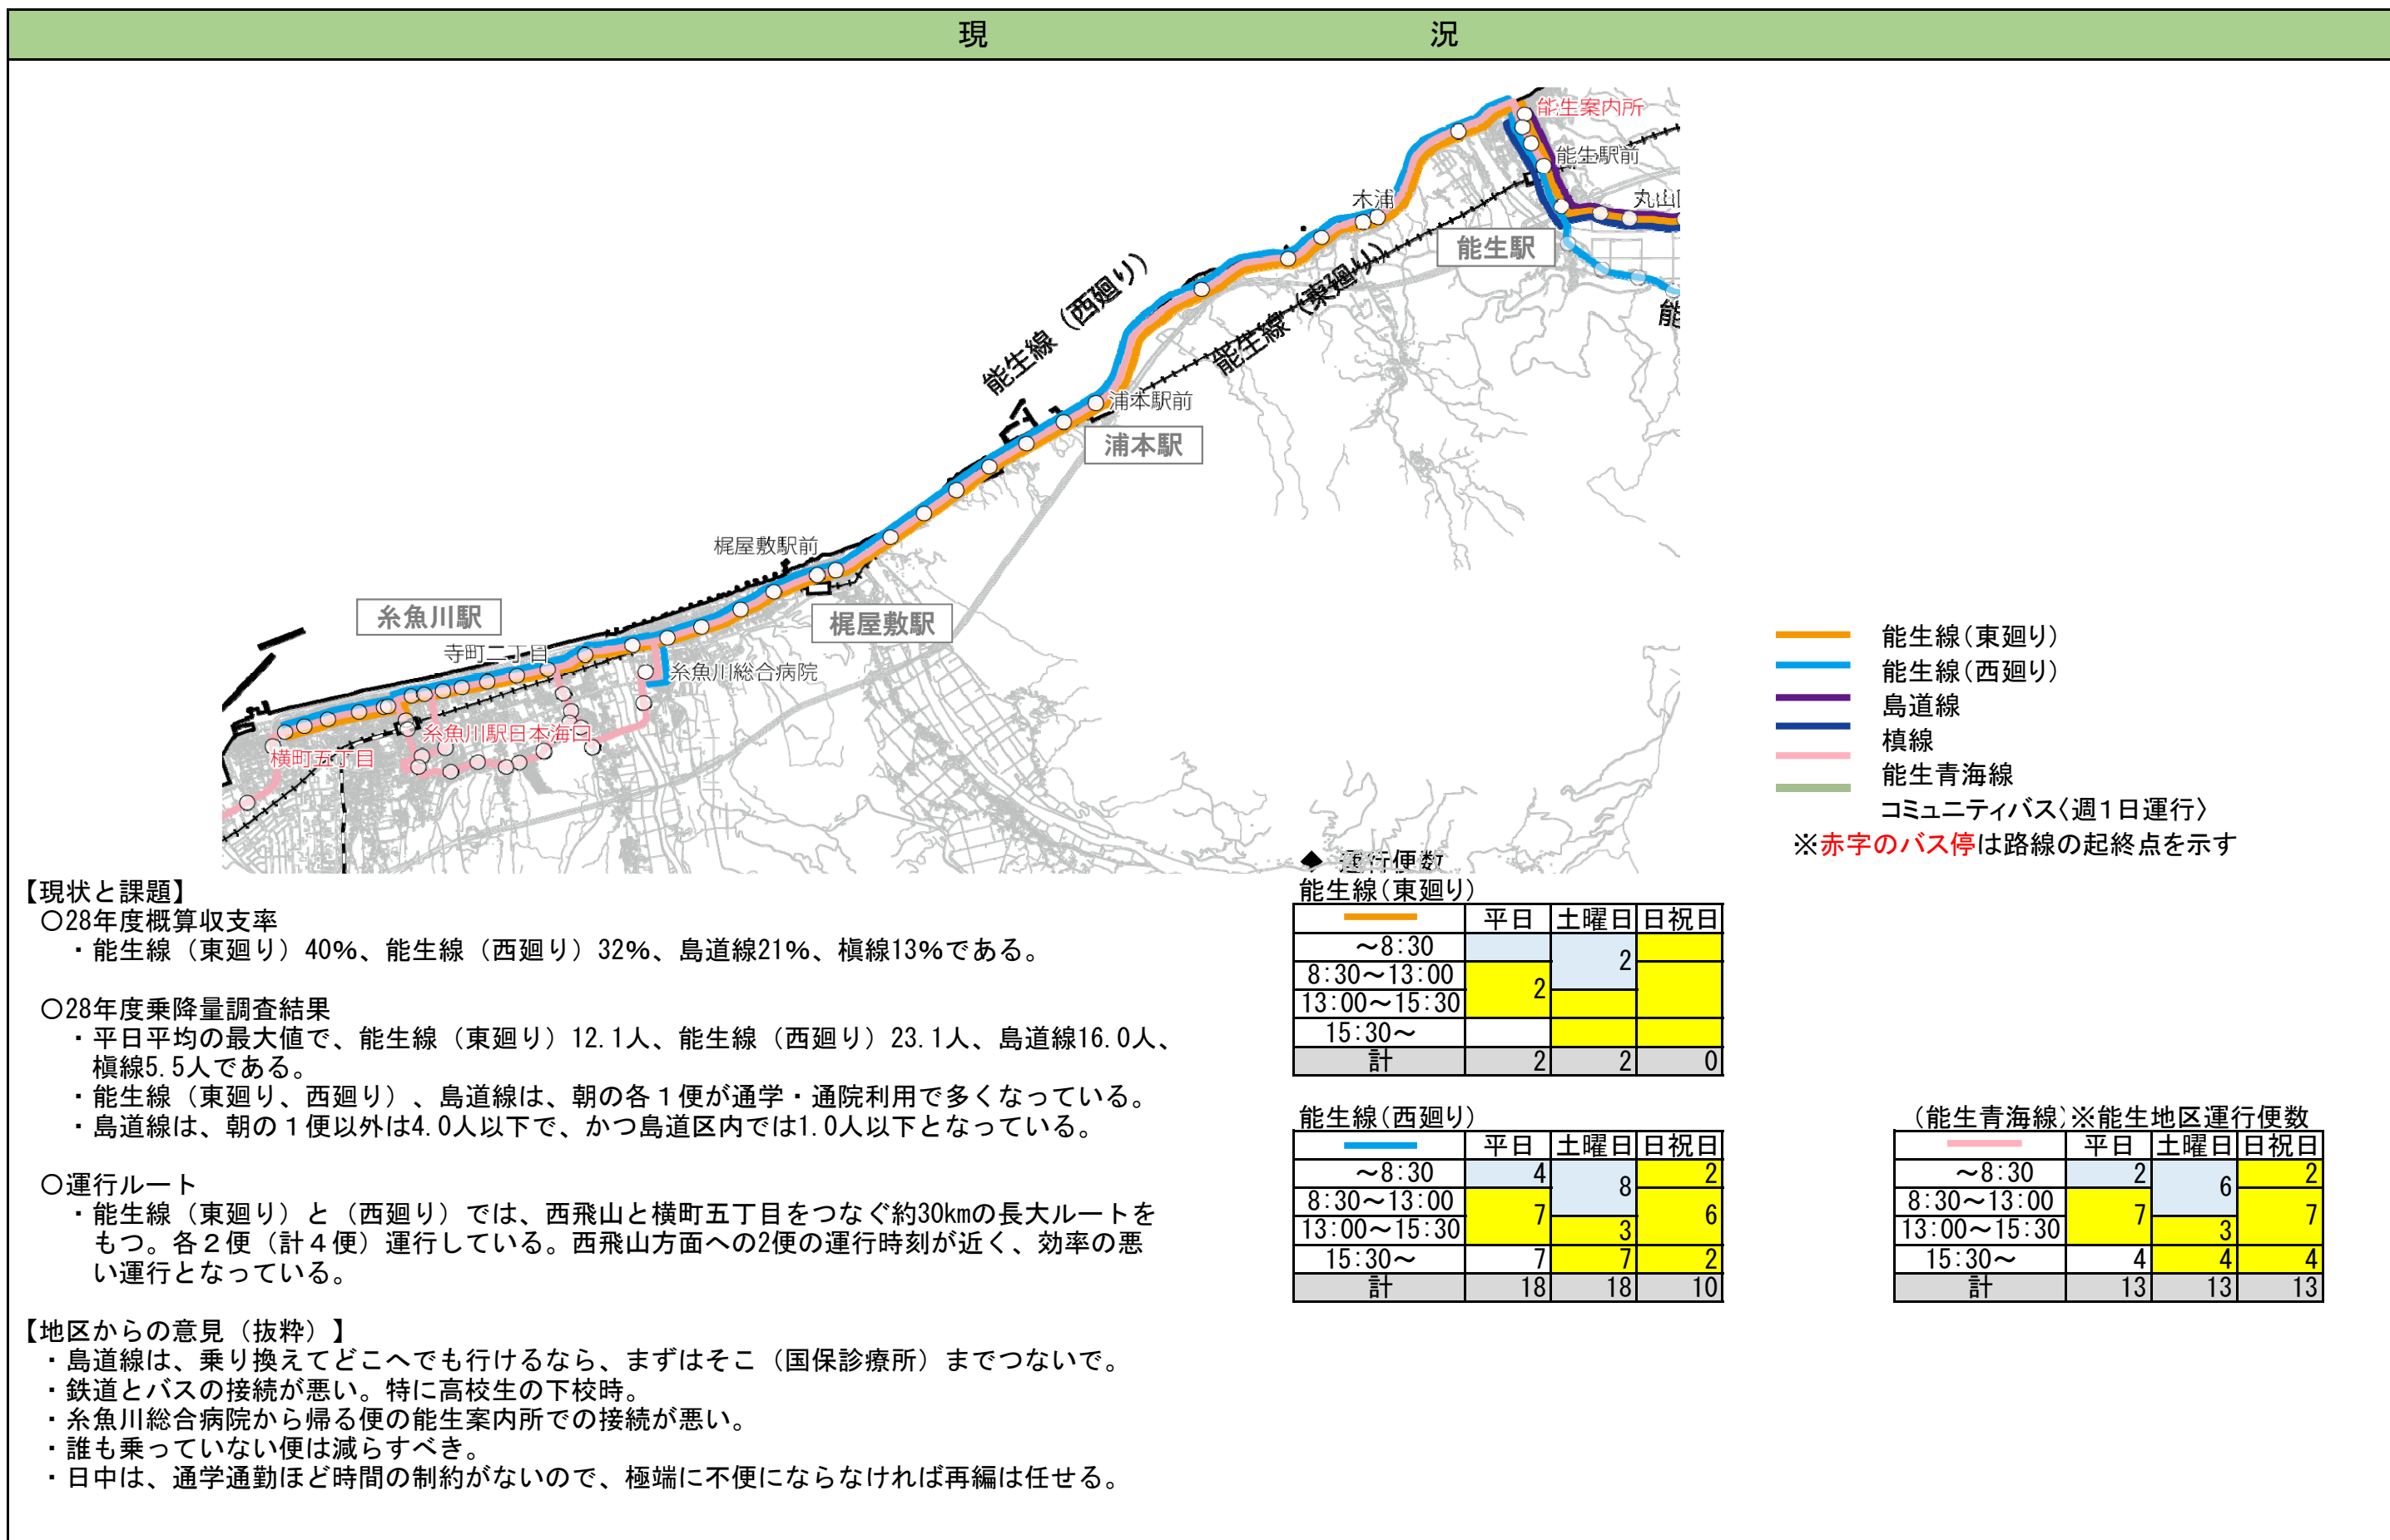 現況
能生案内所
能生駅前
木浦
丸山
能生駅
能生線（西廻り）
能生線（東廻り）
能
浦本駅前
浦本駅
梶屋敷駅前
糸魚川駅
梶屋敷駅
寺町二丁目
糸魚川総合病院
糸魚川駅日本海口
横町五丁目
能生線（東廻り）
能生線（西廻り）
島道線
槙線
能生青海線
コミュニティバス〈週１日運行〉
※赤字のバス停は路線の起終点を示す
【現状と課題】
○28年度概算収支率
・能生線（東廻り）40%、能生線（西廻り）32%、島道線21%、槇線13%である。
○28年度乗降量調査結果
・平日平均の最大値で、能生線（東廻り）12.1人、能生線（西廻り）23.1人、島道線16.0人、
槇線5.5人である。
・能生線（東廻り、西廻り）、島道線は、朝の各１便が通学・通院利用で多くなっている。
・島道線は、朝の１便以外は4.0人以下で、かつ島道区内では1.0人以下となっている。
○運行ルート
・能生線（東廻り）と（西廻り）では、西飛山と横町五丁目をつなぐ約30kmの長大ルートを
もつ。各２便（計４便）運行している。西飛山方面への2便の運行時刻が近く、効率の悪
い運行となっている。
【地区からの意見（抜粋）】
・島道線は、乗り換えてどこへでも行けるなら、まずはそこ（国保診療所）までつないで。
・鉄道とバスの接続が悪い。特に高校生の下校時。
・糸魚川総合病院から帰る便の能生案内所での接続が悪い。
・誰も乗っていない便は減らすべき。
・日中は、通学通勤ほど時間の制約がないので、極端に不便にならなければ再編は任せる。
◆ 運行便数
能生線（東廻り）
平日 土曜日 日祝日
～8:30 2
8:30～13:00 2
13:00～15:30
15:30～
計 2 2 0
能生線（西廻り）
平日 土曜日 日祝日
～8:30 4 8 2
8:30～13:00 7 6
13:00～15:30 3
15:30～ 7 7 2
計 18 18 10
（能生青海線）※能生地区運行便数
平日 土曜日 日祝日
～8:30 2 6 2
8:30～13:00 7 7
13:00～15:30 3
15:30～ 4 4 4
計 13 13 13